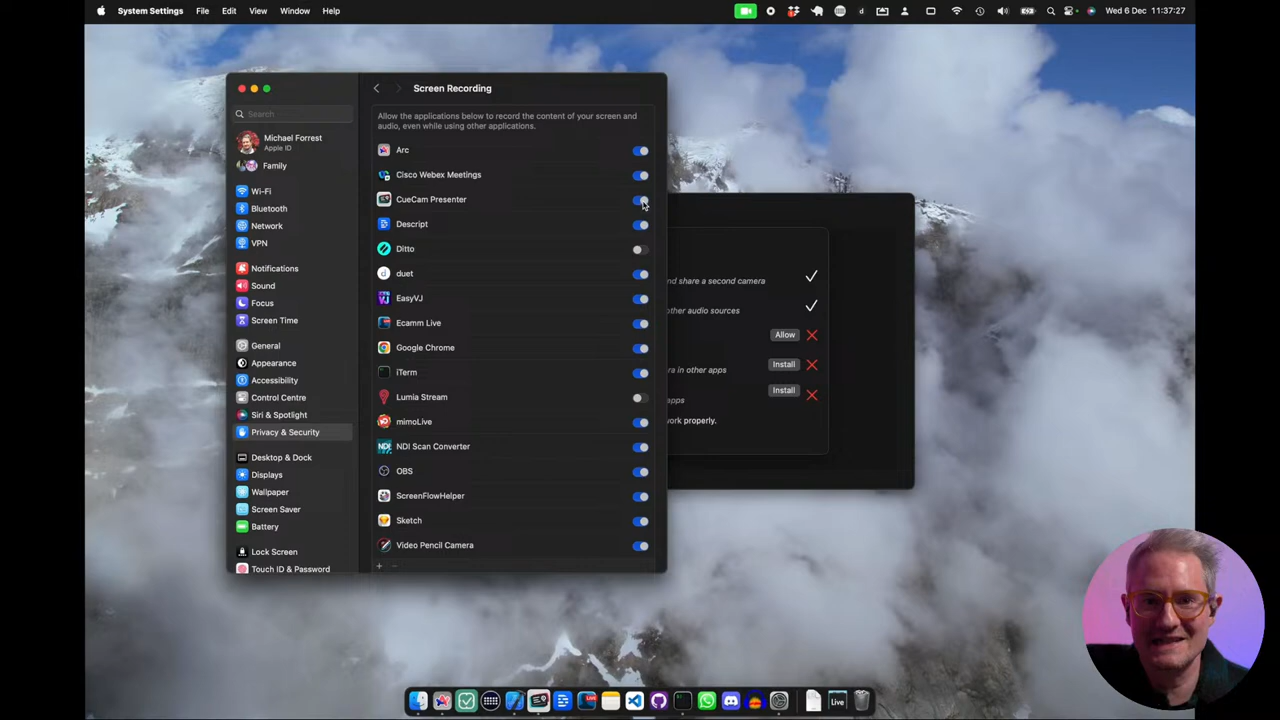 System Settings File Edit View Window Help
Wed 6 Dec 11:37:27
Screen Recording
Search
Allow the applications below to record the content of your screen and
audio, even while using other applications.
Michael Forrest
Apple ID
Family
Wi-Fi
Bluetooth
Network
VPN
Notifications
Sound
Focus
Screen Time
General
Appearance
Accessibility
Control Centre
Siri & Spotlight
Privacy & Security
Desktop & Dock
Displays
Wallpaper
Screen Saver
Battery
Lock Screen
Touch ID & Password
Arc
Cisco Webex Meetings
CueCam Presenter
Descript
Ditto
duet
EasyVJ
Ecamm Live
Google Chrome
iTerm
Lumia Stream
mimoLive
NDI Scan Converter
OBS
ScreenFlowHelper
Sketch
Video Pencil Camera
nd share a second camera
other audio sources
Allow
ra in other apps
Install
Install
apps
work properly.
Live